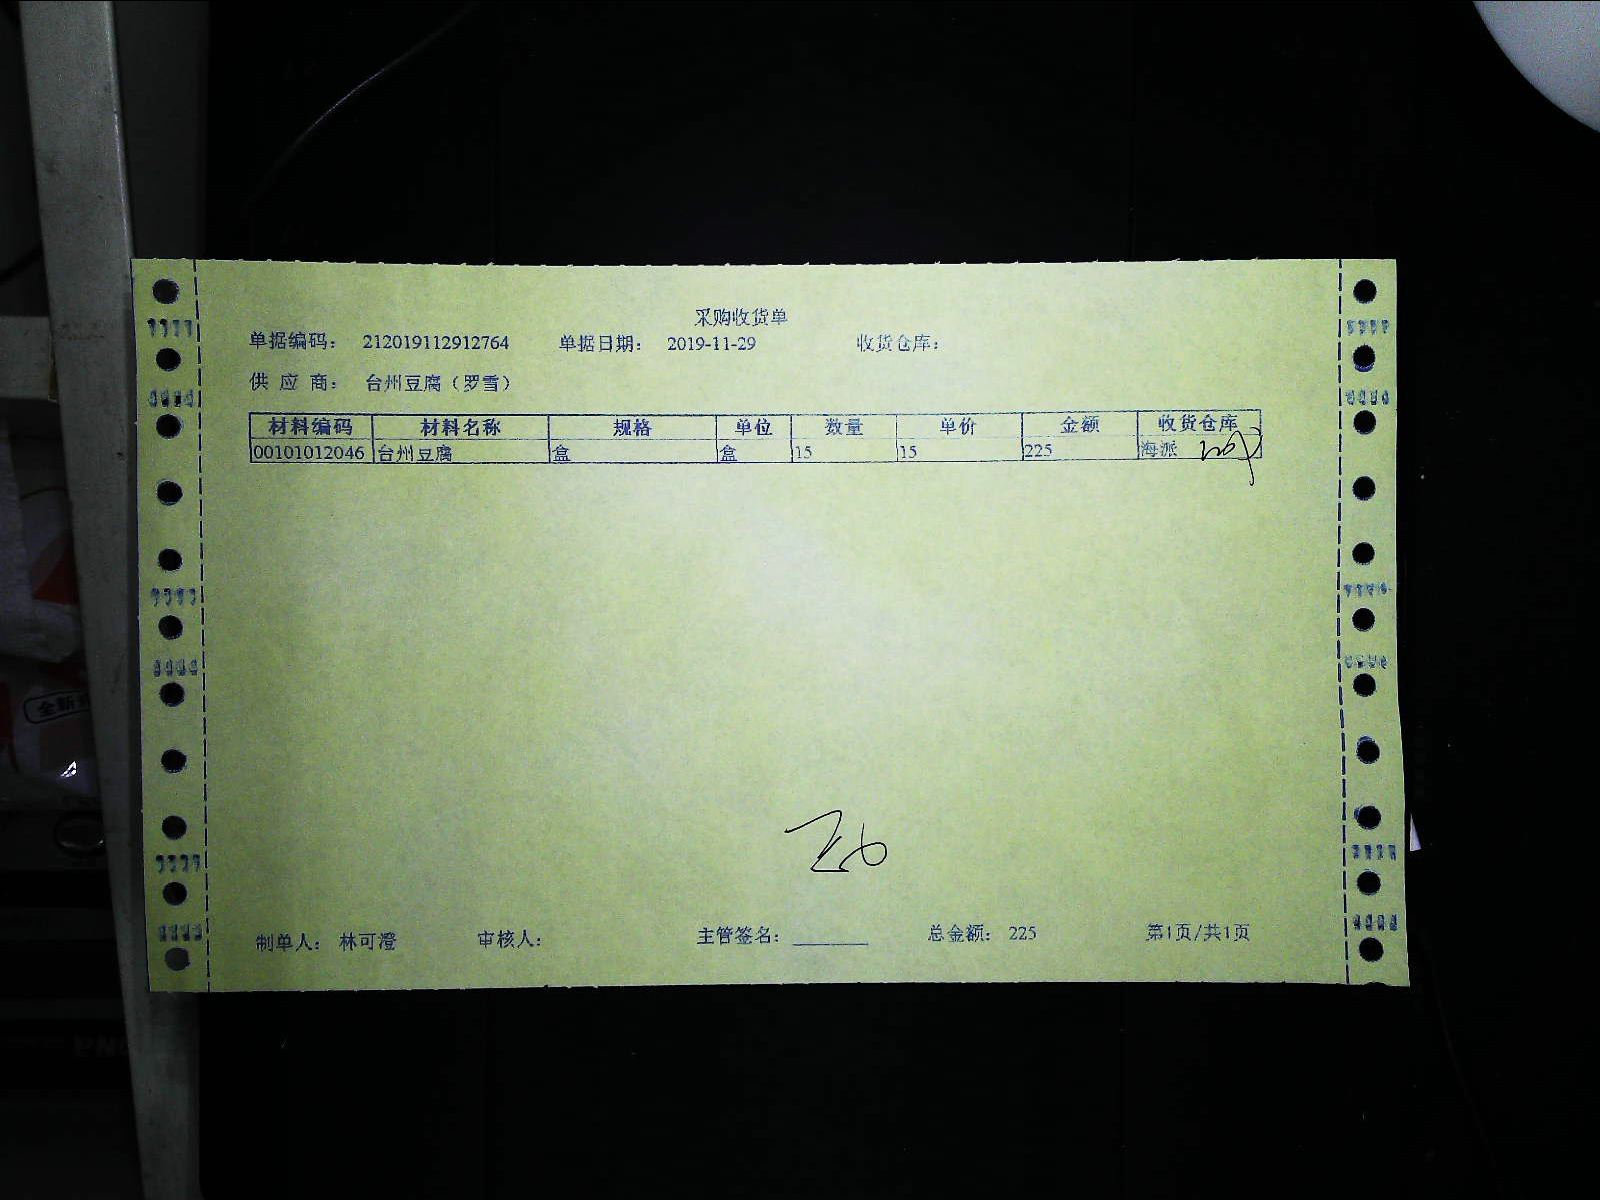 采购收货单
单据编码： 212019112912764 单据日期： 2019-11-29 收货仓库：
供 应 商： 台州豆腐（罗雪）
材料编码 材料名称 规格 单位 数量 单价 金额 收货仓库
00101012046 台州豆腐 盒 盒 15 15 225 海派
制单人： 林可澄 审核人： 主管签名： 总金额： 225 第1页/共1页